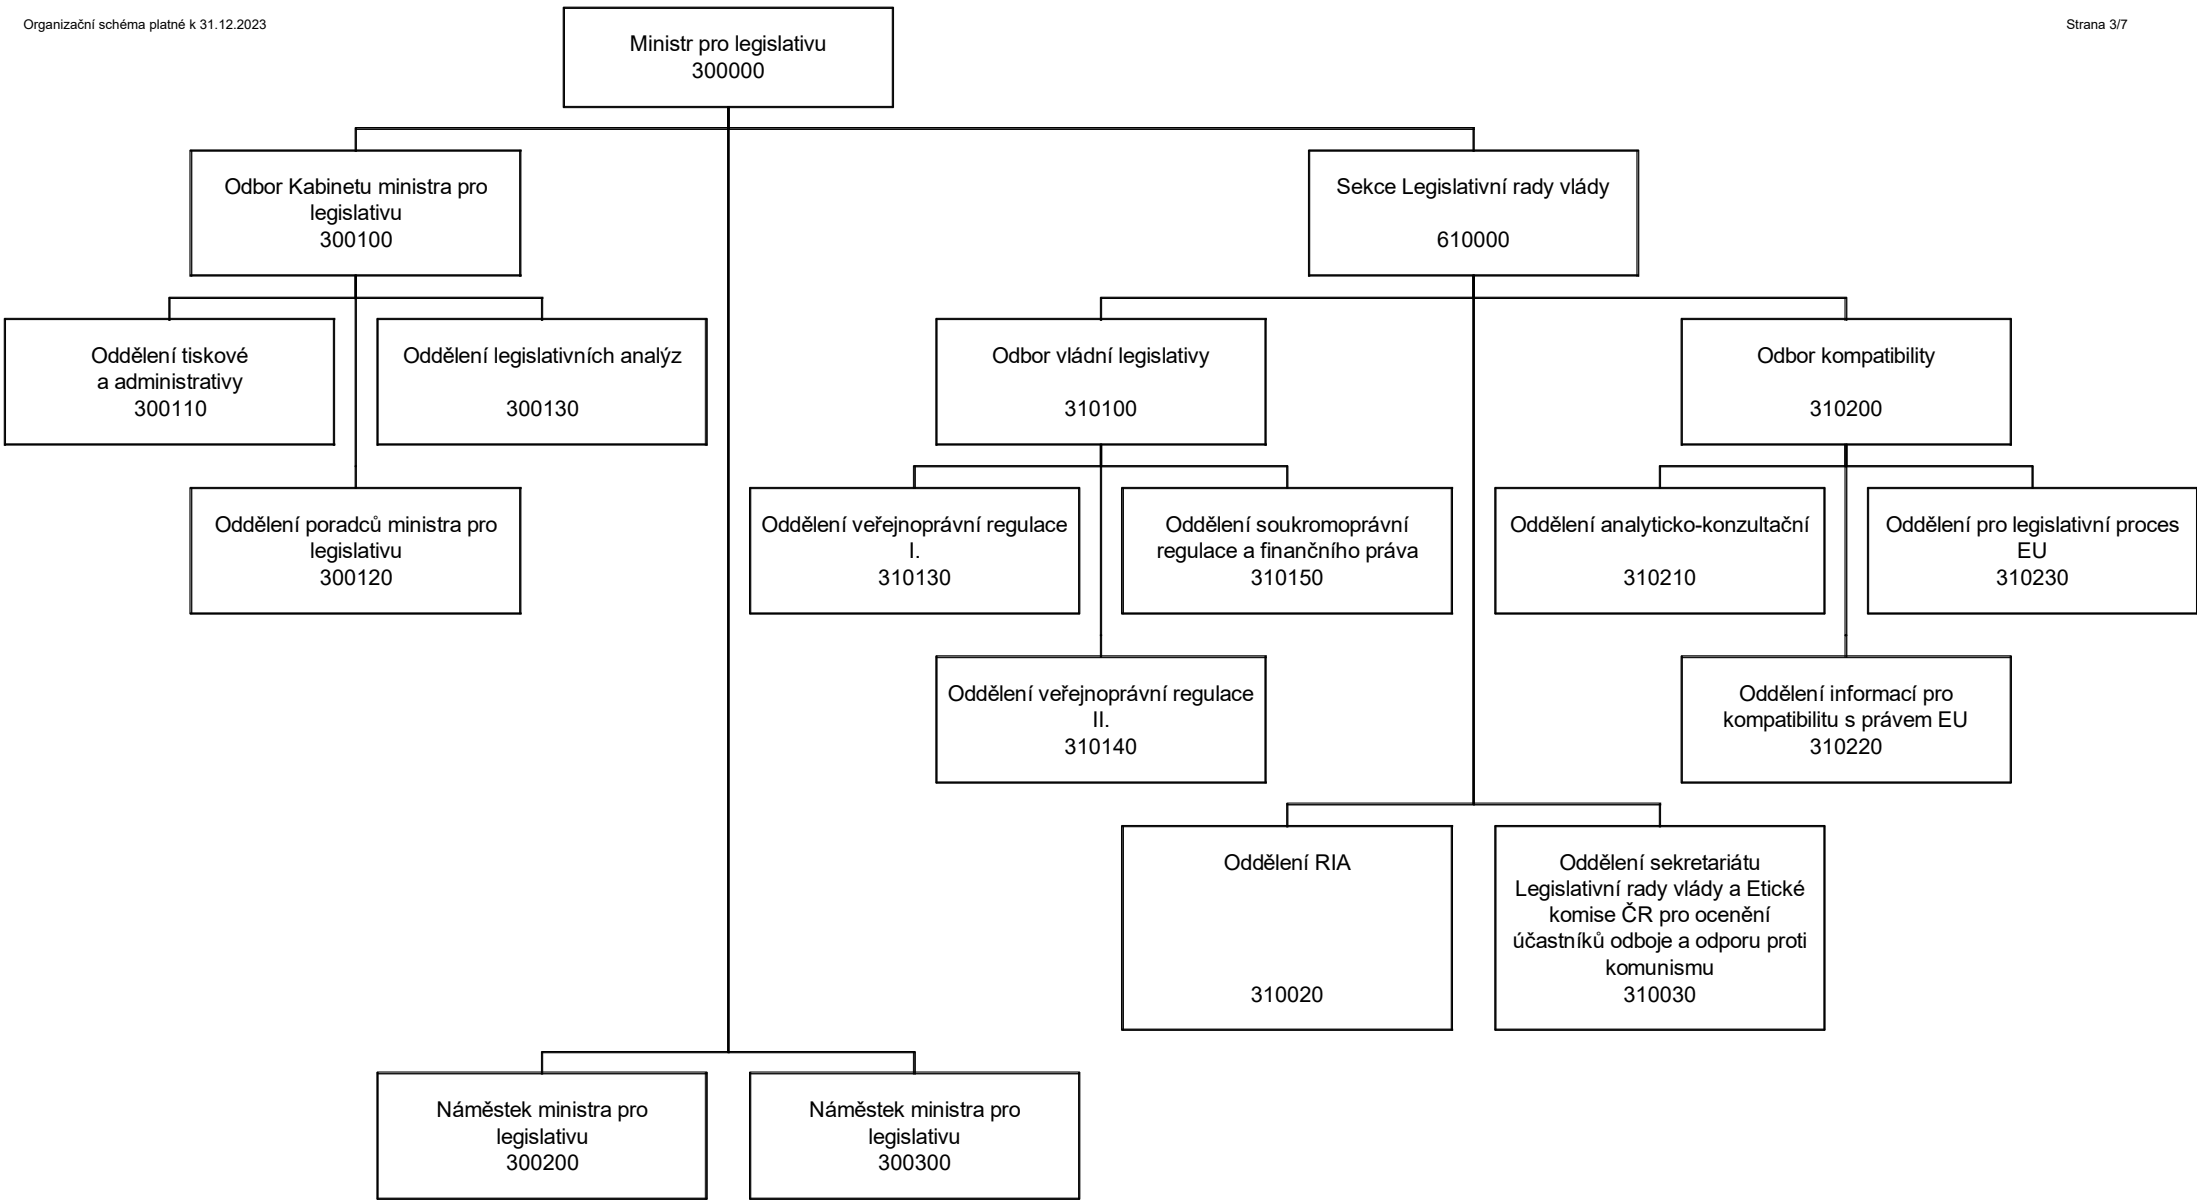 Organizační schéma platné k 31.12.2023
Strana 3/7
Ministr pro legislativu
300000
Odbor Kabinetu ministra pro
legislativu
300100
Sekce Legislativní rady vlády
610000
Oddělení tiskové
a administrativy
300110
Oddělení legislativních analýz
300130
Odbor vládní legislativy
310100
Odbor kompatibility
310200
Oddělení poradců ministra pro
legislativu
300120
Oddělení veřejnoprávní regulace
I.
310130
Oddělení soukromoprávní
regulace a finančního práva
310150
Oddělení analyticko-konzultační
310210
Oddělení pro legislativní proces
EU
310230
Oddělení veřejnoprávní regulace
II.
310140
Oddělení informací pro
kompatibilitu s právem EU
310220
Oddělení RIA
310020
Oddělení sekretariátu
Legislativní rady vlády a Etické
komise ČR pro ocenění
účastníků odboje a odporu proti
komunismu
310030
Náměstek ministra pro
legislativu
300200
Náměstek ministra pro
legislativu
300300